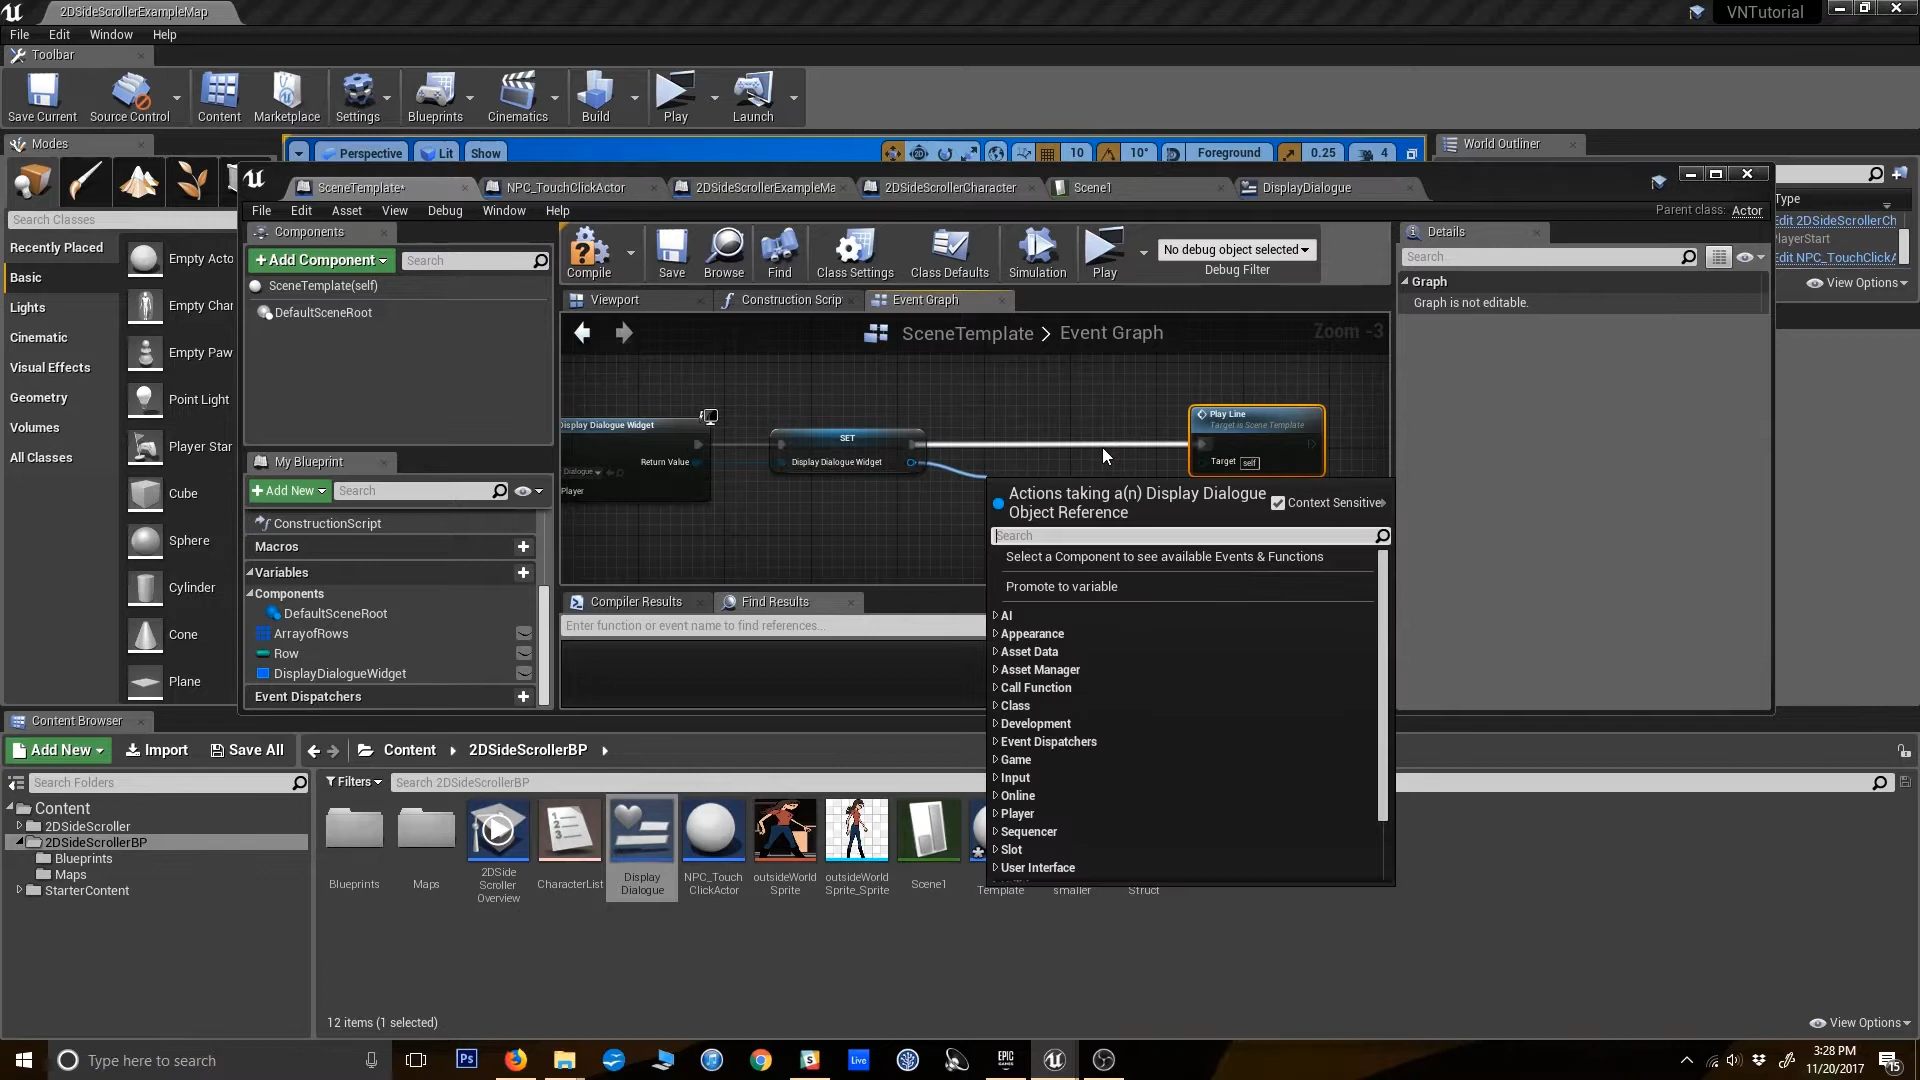 2DSideScrollerExampleMap
VNTutorial
File Edit Window Help
Toolbar
Save Current Source Control Content Marketplace Settings Blueprints Cinematics Build Play Launch
Modes
Perspective Lit Show 10 10° Foreground 0.25 4
World Outliner
SceneTemplate* NPC_TouchClickActor 2DSideScrollerExampleMa 2DSideScrollerCharacter Scene1 DisplayDialogue
Type
File Edit Asset View Debug Window Help
Parent class: Actor
Search Classes
Edit 2DSideScrollerCh
PlayerStart
Edit NPC_TouchClickA
View Options
Recently Placed
Basic
Lights
Cinematic
Visual Effects
Geometry
Volumes
All Classes
Empty Acto
Empty Char
Empty Paw
Point Light
Player Star
Cube
Sphere
Cylinder
Cone
Plane
Components
+Add Component Search
SceneTemplate(self)
DefaultSceneRoot
My Blueprint
+Add New Search
ConstructionScript
Macros
Variables
Components
DefaultSceneRoot
ArrayofRows
Row
DisplayDialogueWidget
Event Dispatchers
Compile Save Browse Find Class Settings Class Defaults Simulation Play
No debug object selected
Debug Filter
Viewport Construction Scrip Event Graph
SceneTemplate > Event Graph
Zoom -3
Display Dialogue Widget
Return Value
Dialogue
Player
SET
Display Dialogue Widget
Play Line
Target is Scene Template
Target self
Details
Search
Graph
Graph is not editable.
Compiler Results Find Results
Enter function or event name to find references...
Actions taking a(n) Display Dialogue
Object Reference
Context Sensitive
Search
Select a Component to see available Events & Functions
Promote to variable
AI
Appearance
Asset Data
Asset Manager
Call Function
Class
Development
Event Dispatchers
Game
Input
Online
Player
Sequencer
Slot
User Interface
Content Browser
Add New Import Save All Content 2DSideScrollerBP
Search Folders
Filters Search 2DSideScrollerBP
Content
2DSideScroller
2DSideScrollerBP
Blueprints
Maps
StarterContent
Blueprints
Maps
2DSide
Scroller
Overview
CharacterList
Display
Dialogue
NPC_Touch
ClickActor
outsideWorld
Sprite
outsideWorld
Sprite_Sprite
Scene1
Template
smaller
Struct
12 items (1 selected)
View Options
Type here to search
Ps
Live
EPIC
GAMES
3:28 PM
11/20/2017
15